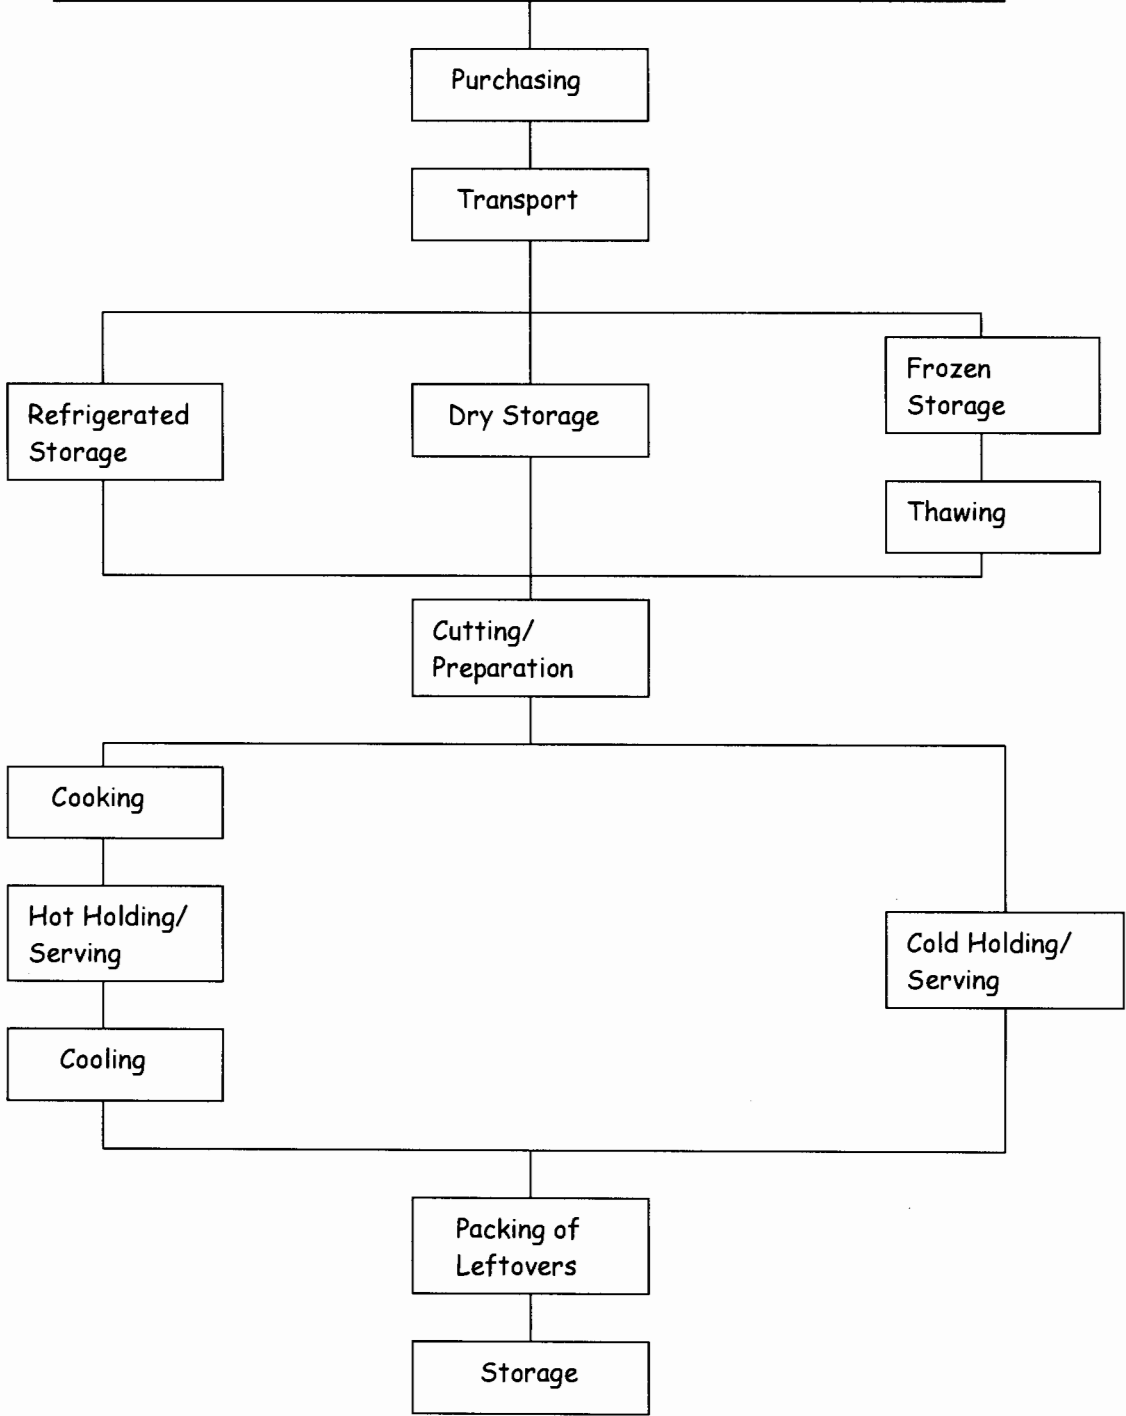 Purchasing
Transport
Refrigerated
Storage
Dry Storage
Frozen
Storage
Thawing
Cutting/
Preparation
Cooking
Hot Holding/
Serving
Cooling
Cold Holding/
Serving
Packing of
Leftovers
Storage